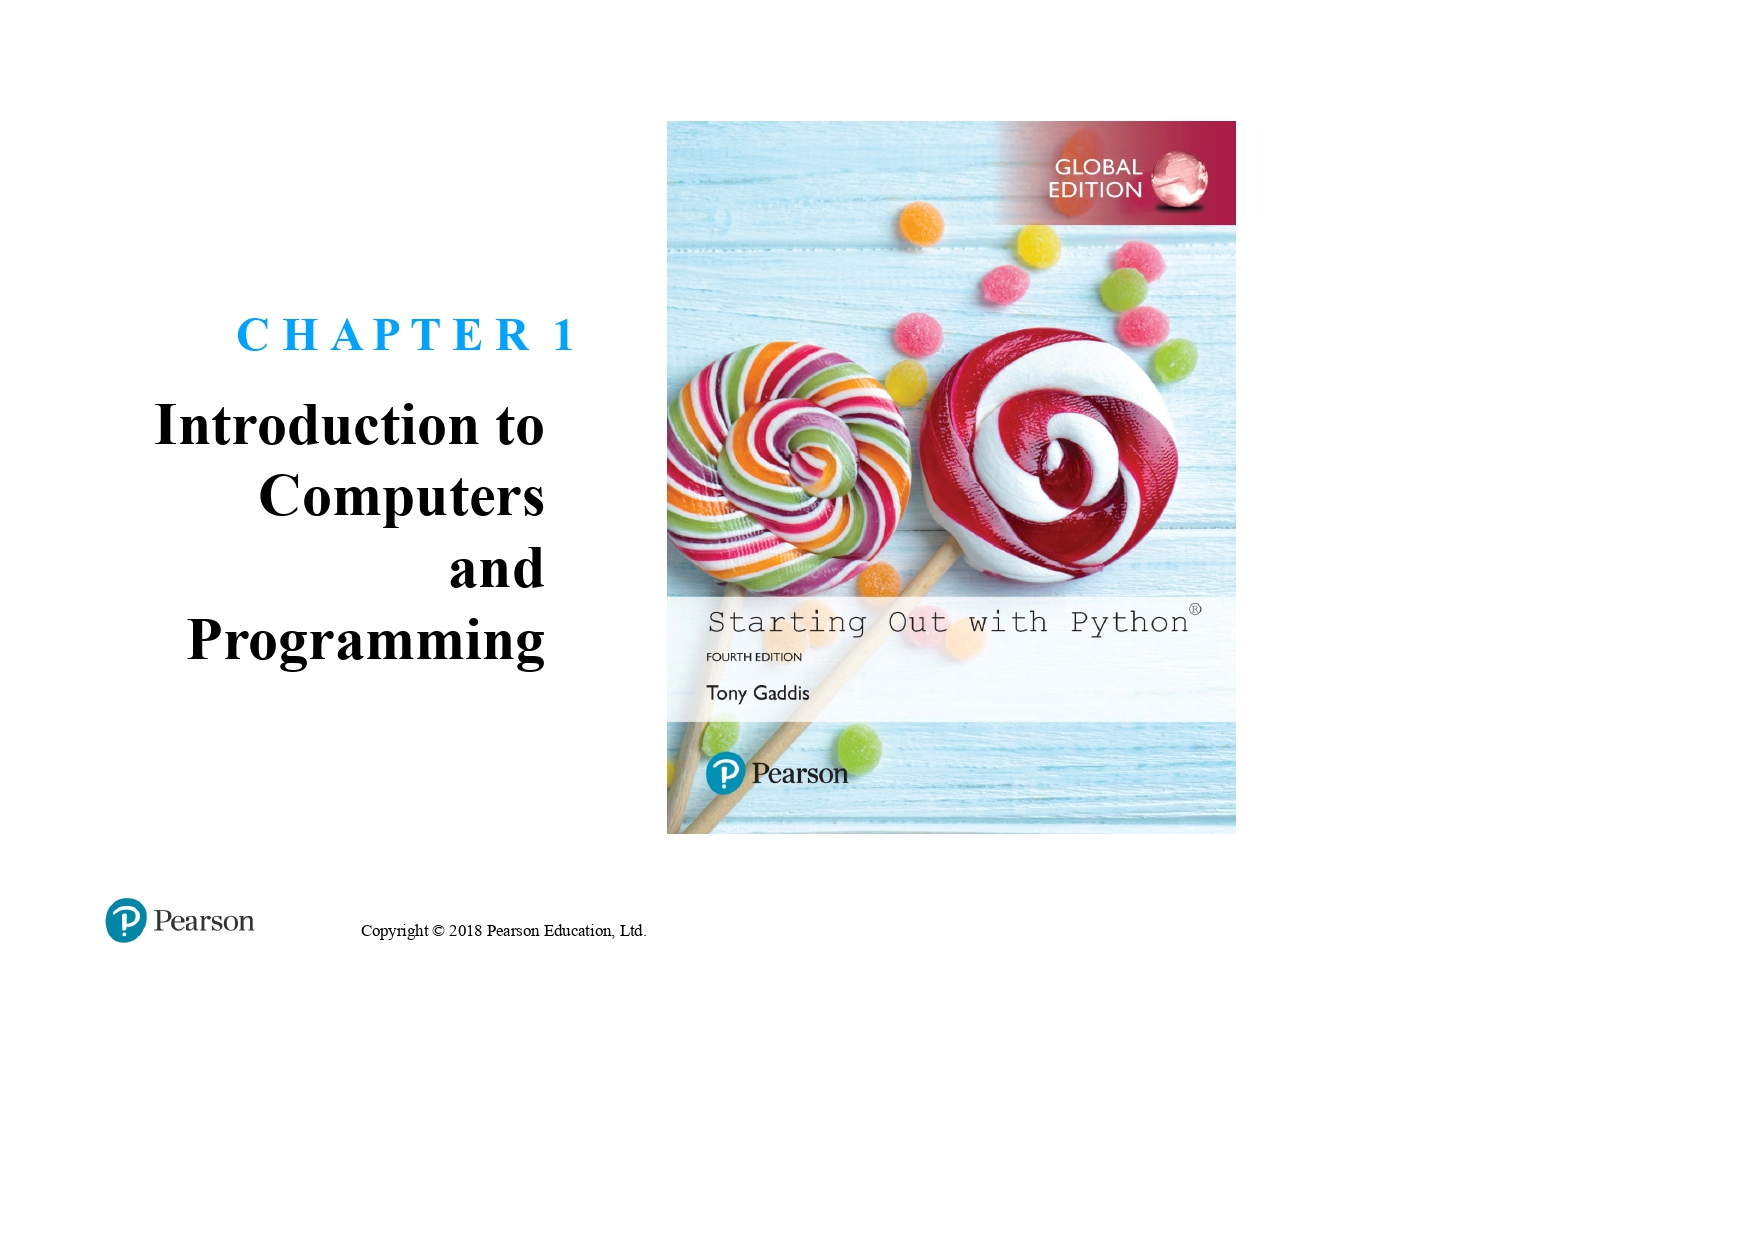 CHAPTER 1
Introduction to
Computers
and
Programming
GLOBAL
EDITION
Starting Out with Python®
FOURTH EDITION
Tony Gaddis
Pearson
Pearson
Copyright © 2018 Pearson Education, Ltd.